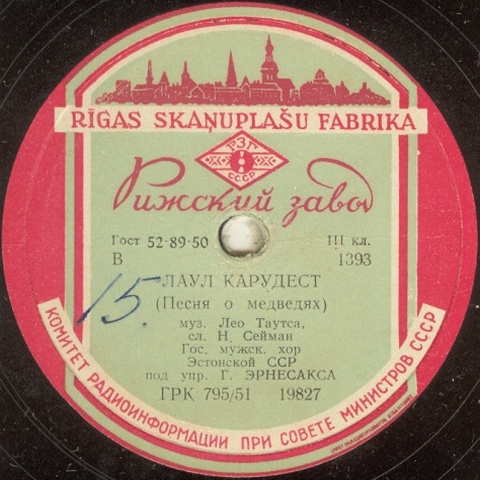 RĪGAS SKAŅUPLAŠU FABRIKA
РЗГ
СССР
Рижский завод
Гост 52-89-50 III кл.
В 1393
15.
ЛАУЛ КАРУДЕСТ
(Песня о медведях)
муз. Лео Таутса,
сл. Н. Сейман
Гос. мужск. хор
Эстонской ССР
под упр. Г. ЭРНЕСАКСА
ГРК 795/51 19827
КОМИТЕТ РАДИОИНФОРМАЦИИ ПРИ СОВЕТЕ МИНИСТРОВ СССР